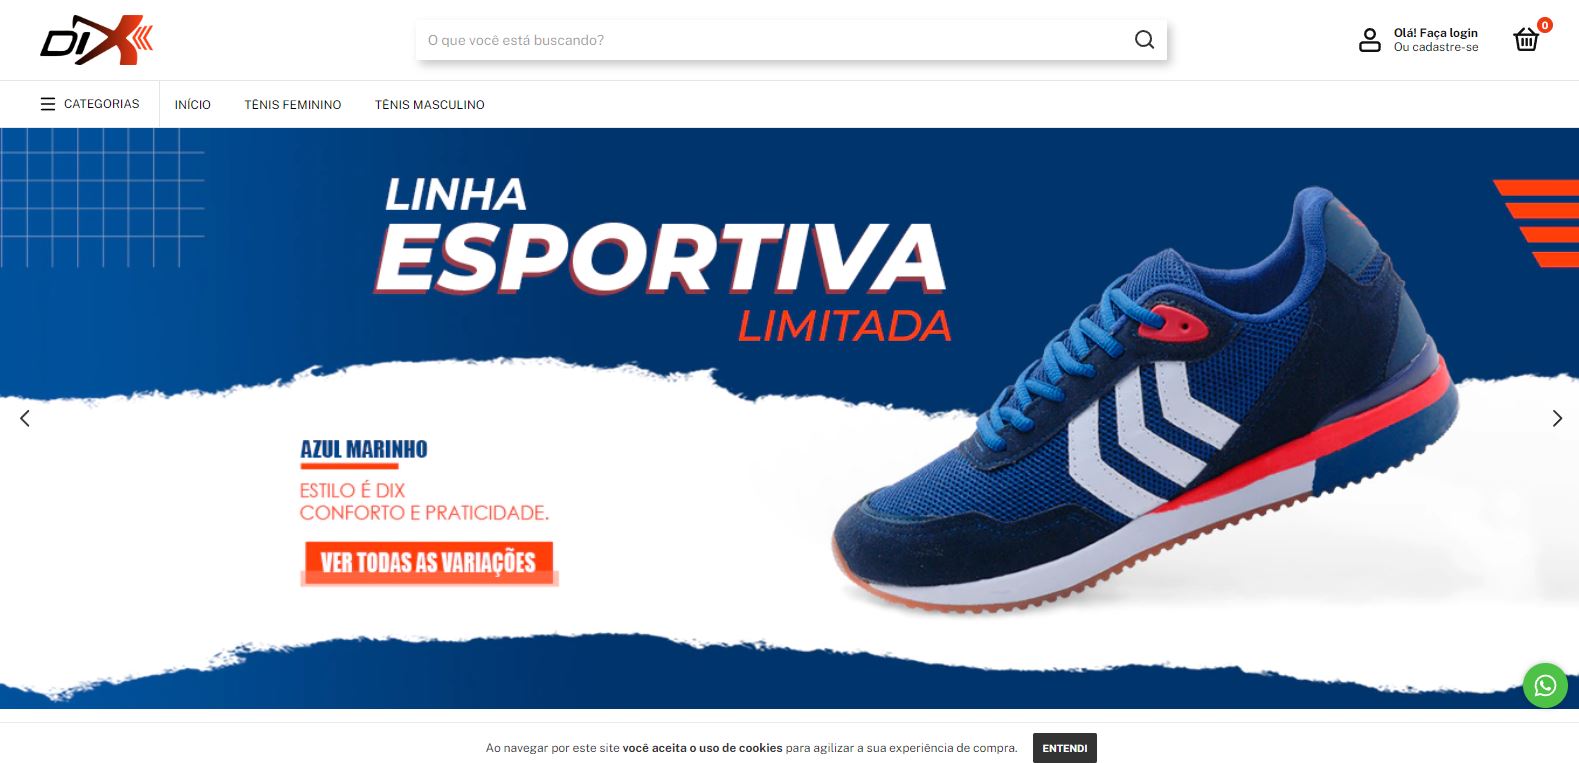 DIX
O que você está buscando?
Olá! Faça login
Ou cadastre-se
0
CATEGORIAS
INÍCIO
TÊNIS FEMININO
TÊNIS MASCULINO
LINHA
ESPORTIVA
LIMITADA
AZUL MARINHO
ESTILO É DIX
CONFORTO E PRATICIDADE.
VER TODAS AS VARIAÇÕES
Ao navegar por este site você aceita o uso de cookies para agilizar a sua experiência de compra.
ENTENDI